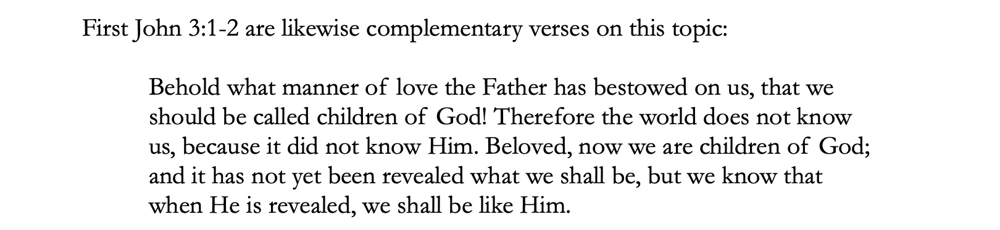 First John 3:1-2 are likewise complementary verses on this topic:
Behold what manner of love the Father has bestowed on us, that we
should be called children of God! Therefore the world does not know
us, because it did not know Him. Beloved, now we are children of God;
and it has not yet been revealed what we shall be, but we know that
when He is revealed, we shall be like Him.